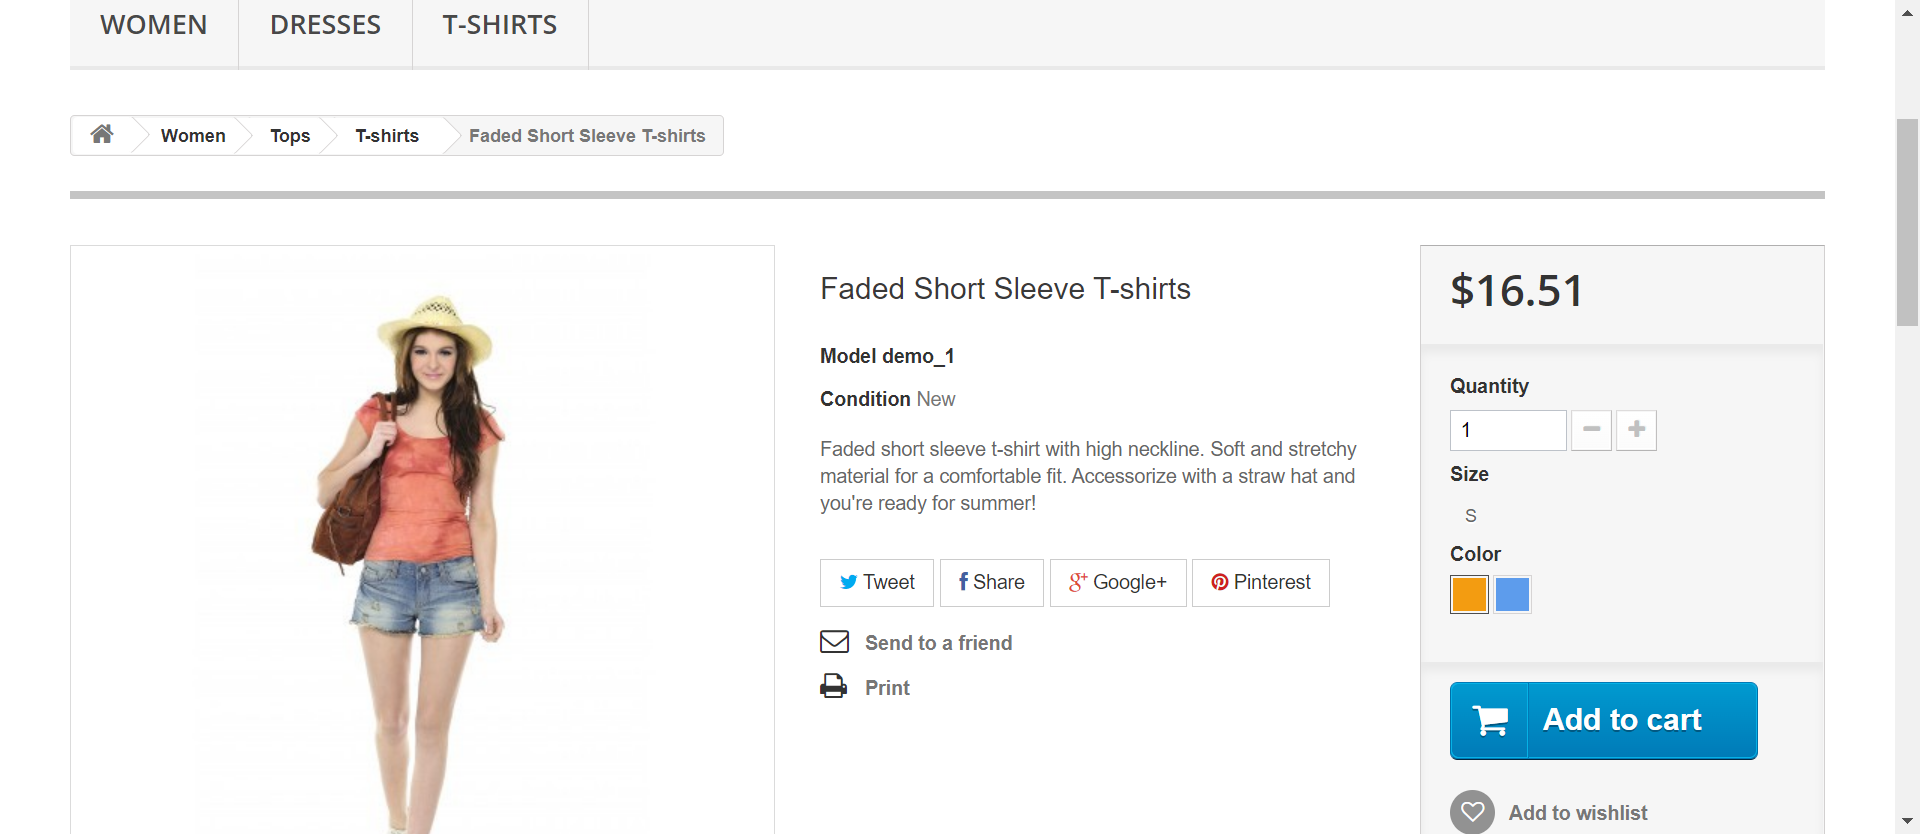 WOMEN DRESSES T-SHIRTS
Women Tops T-shirts Faded Short Sleeve T-shirts
Faded Short Sleeve T-shirts
Model demo_1
Condition New
Faded short sleeve t-shirt with high neckline. Soft and stretchy
material for a comfortable fit. Accessorize with a straw hat and
you're ready for summer!
Tweet Share Google+ Pinterest
Send to a friend
Print
$16.51
Quantity
1
Size
S
Color
Add to cart
Add to wishlist